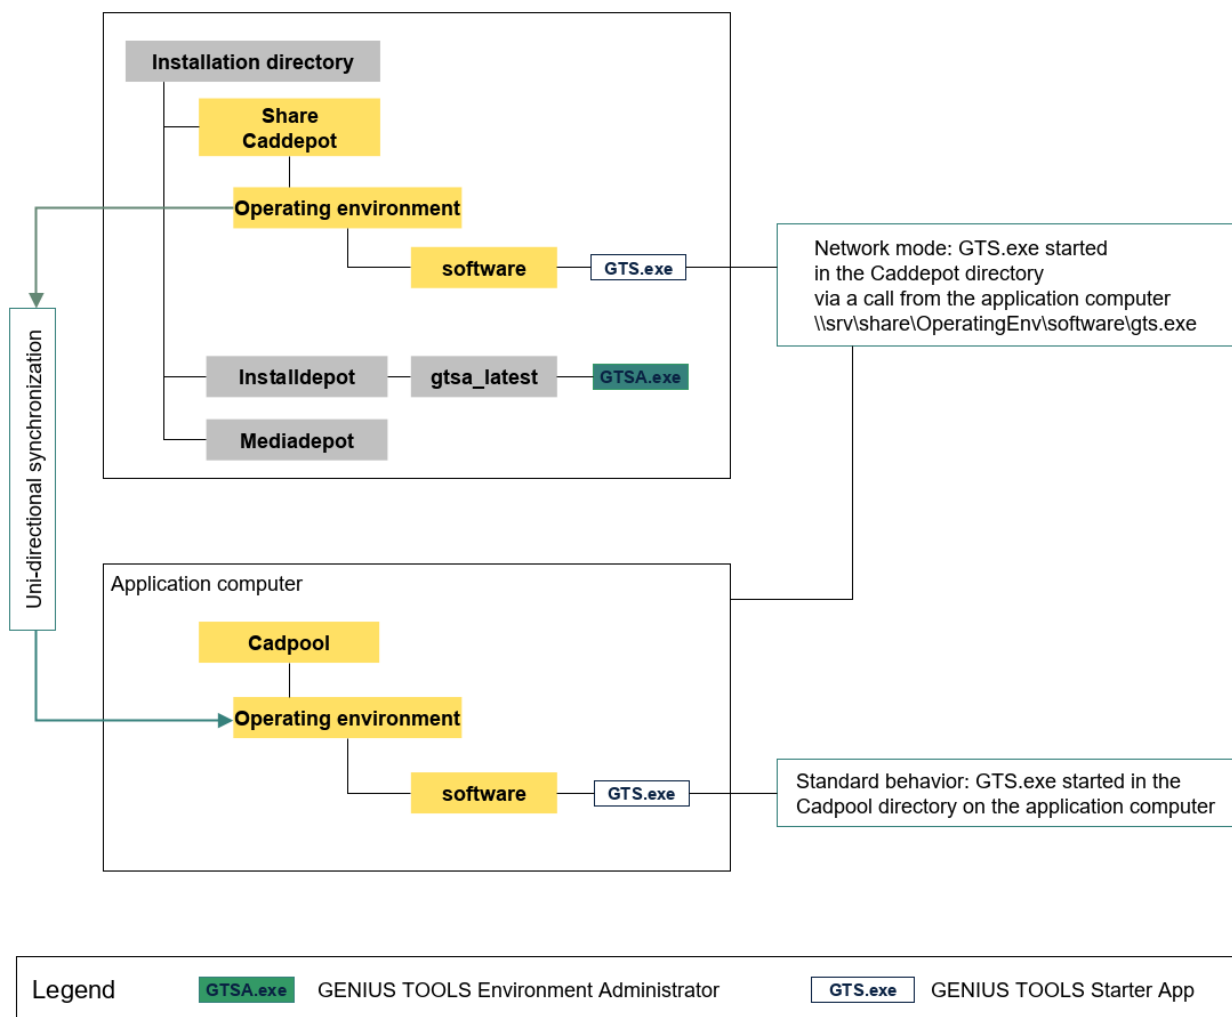 Installation directory
Share
Caddepot
Operating environment
software
GTS.exe
Network mode: GTS.exe started
in the Caddepot directory
via a call from the application computer
\\srv\share\OperatingEnv\software\gts.exe
Uni-directional synchronization
Installdepot
gtsa_latest
GTSA.exe
Mediadepot
Application computer
Cadpool
Operating environment
software
GTS.exe
Standard behavior: GTS.exe started in the
Cadpool directory on the application computer
Legend
GTSA.exe
GENIUS TOOLS Environment Administrator
GTS.exe
GENIUS TOOLS Starter App